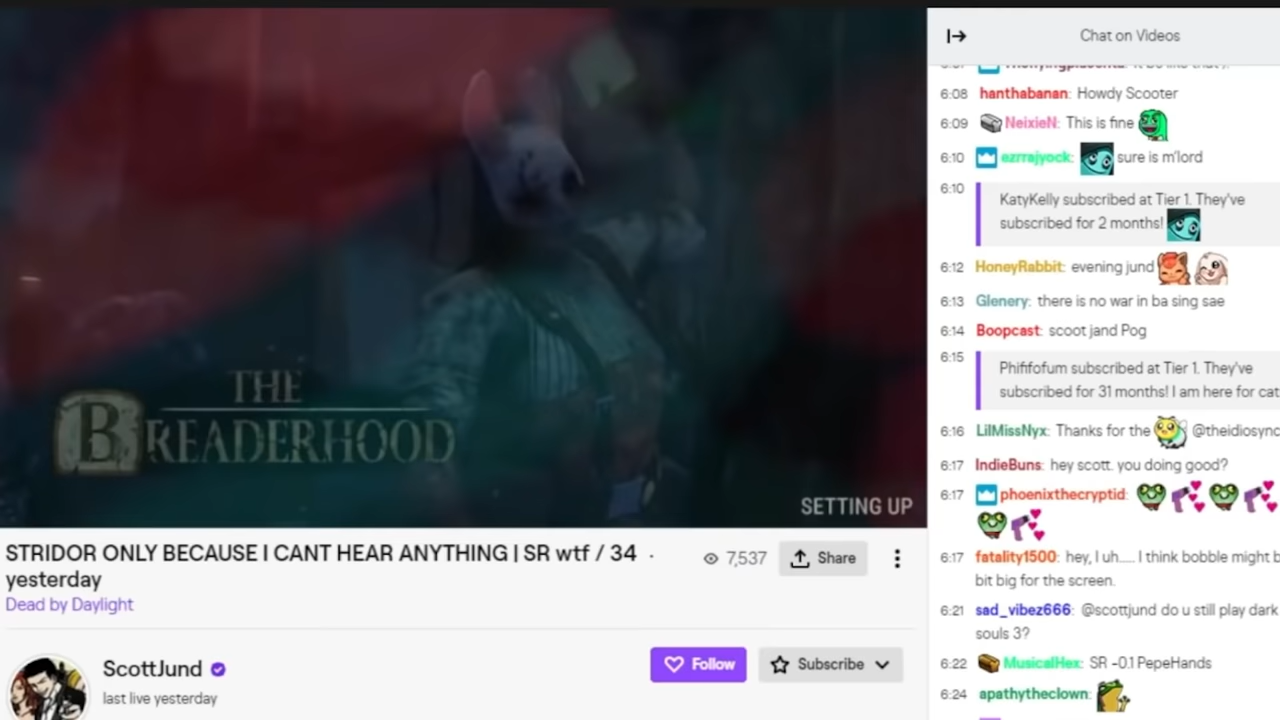 Chat on Videos
6:08 hanthabanan: Howdy Scooter
6:09 NeixieN: This is fine
6:10 ezrrajyock: sure is m'lord
6:10
KatyKelly subscribed at Tier 1. They've
subscribed for 2 months!
6:12 HoneyRabbit: evening jund
6:13 Glenery: there is no war in ba sing sae
6:14 Boopcast: scoot jand Pog
6:15
Phififofum subscribed at Tier 1. They've
subscribed for 31 months! I am here for cat
6:16 LilMissNyx: Thanks for the @theidiosync
6:17 IndieBuns: hey scott. you doing good?
6:17 phoenixthecryptid:
6:17 fatality1500: hey, I uh..... I think bobble might b
bit big for the screen.
6:21 sad_vibez666: @scottjund do u still play dark
souls 3?
6:22 MusicalHex: SR -0.1 PepeHands
6:24 apathytheclown:
THE
BREADERHOOD
SETTING UP
STRIDOR ONLY BECAUSE I CANT HEAR ANYTHING | SR wtf / 34 ·
yesterday
7,537
Share
Dead by Daylight
ScottJund
last live yesterday
Follow
Subscribe